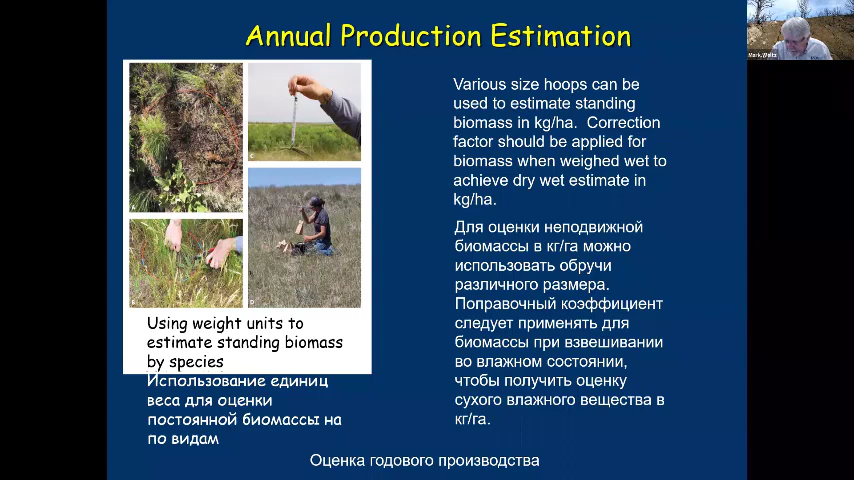 Annual Production Estimation
Mark.Weltz
A
B
C
D
Using weight units to
estimate standing biomass
by species
Использование единиц
веса для оценки
постоянной биомассы на
по видам
Various size hoops can be
used to estimate standing
biomass in kg/ha. Correction
factor should be applied for
biomass when weighed wet to
achieve dry wet estimate in
kg/ha.
Для оценки неподвижной
биомассы в кг/га можно
использовать обручи
различного размера.
Поправочный коэффициент
следует применять для
биомассы при взвешивании
во влажном состоянии,
чтобы получить оценку
сухого влажного вещества в
кг/га.
Оценка годового производства